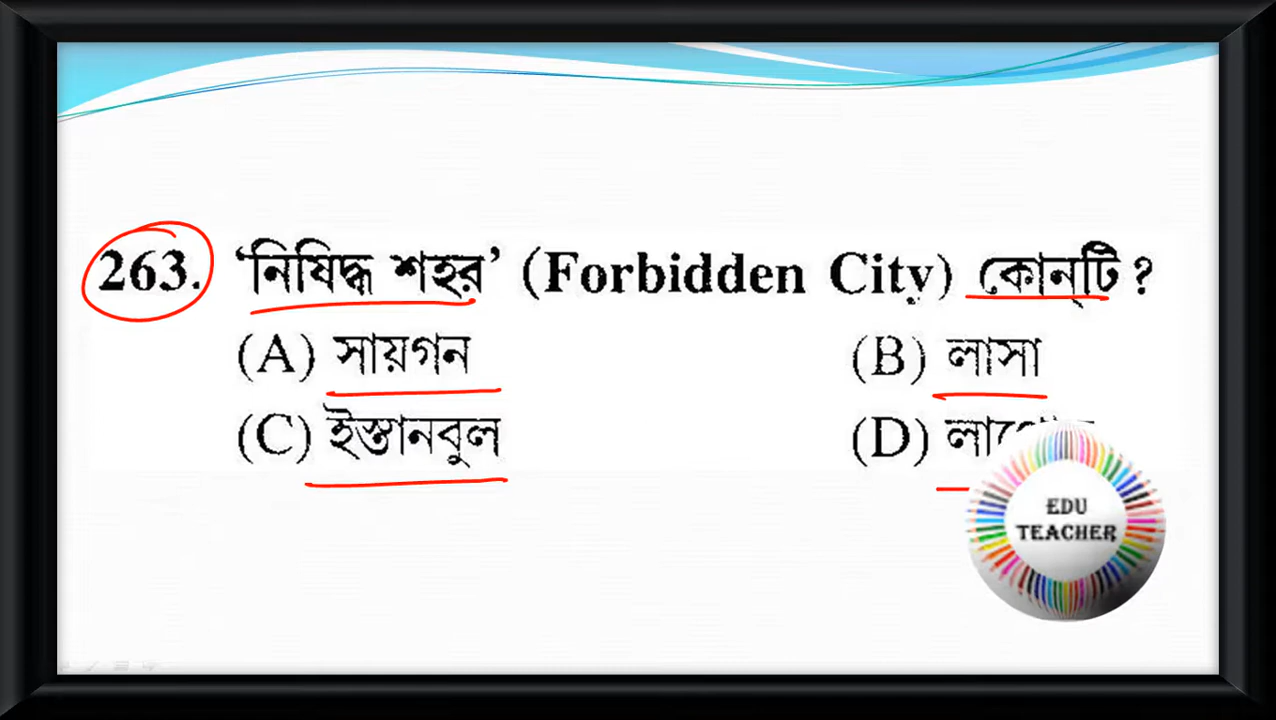 263. ‘নিষিদ্ধ শহর’ (Forbidden City) কোন্‌টি ?
(A) সায়গন (B) লাসা
(C) ইস্তানবুল (D)
EDU
TEACHER